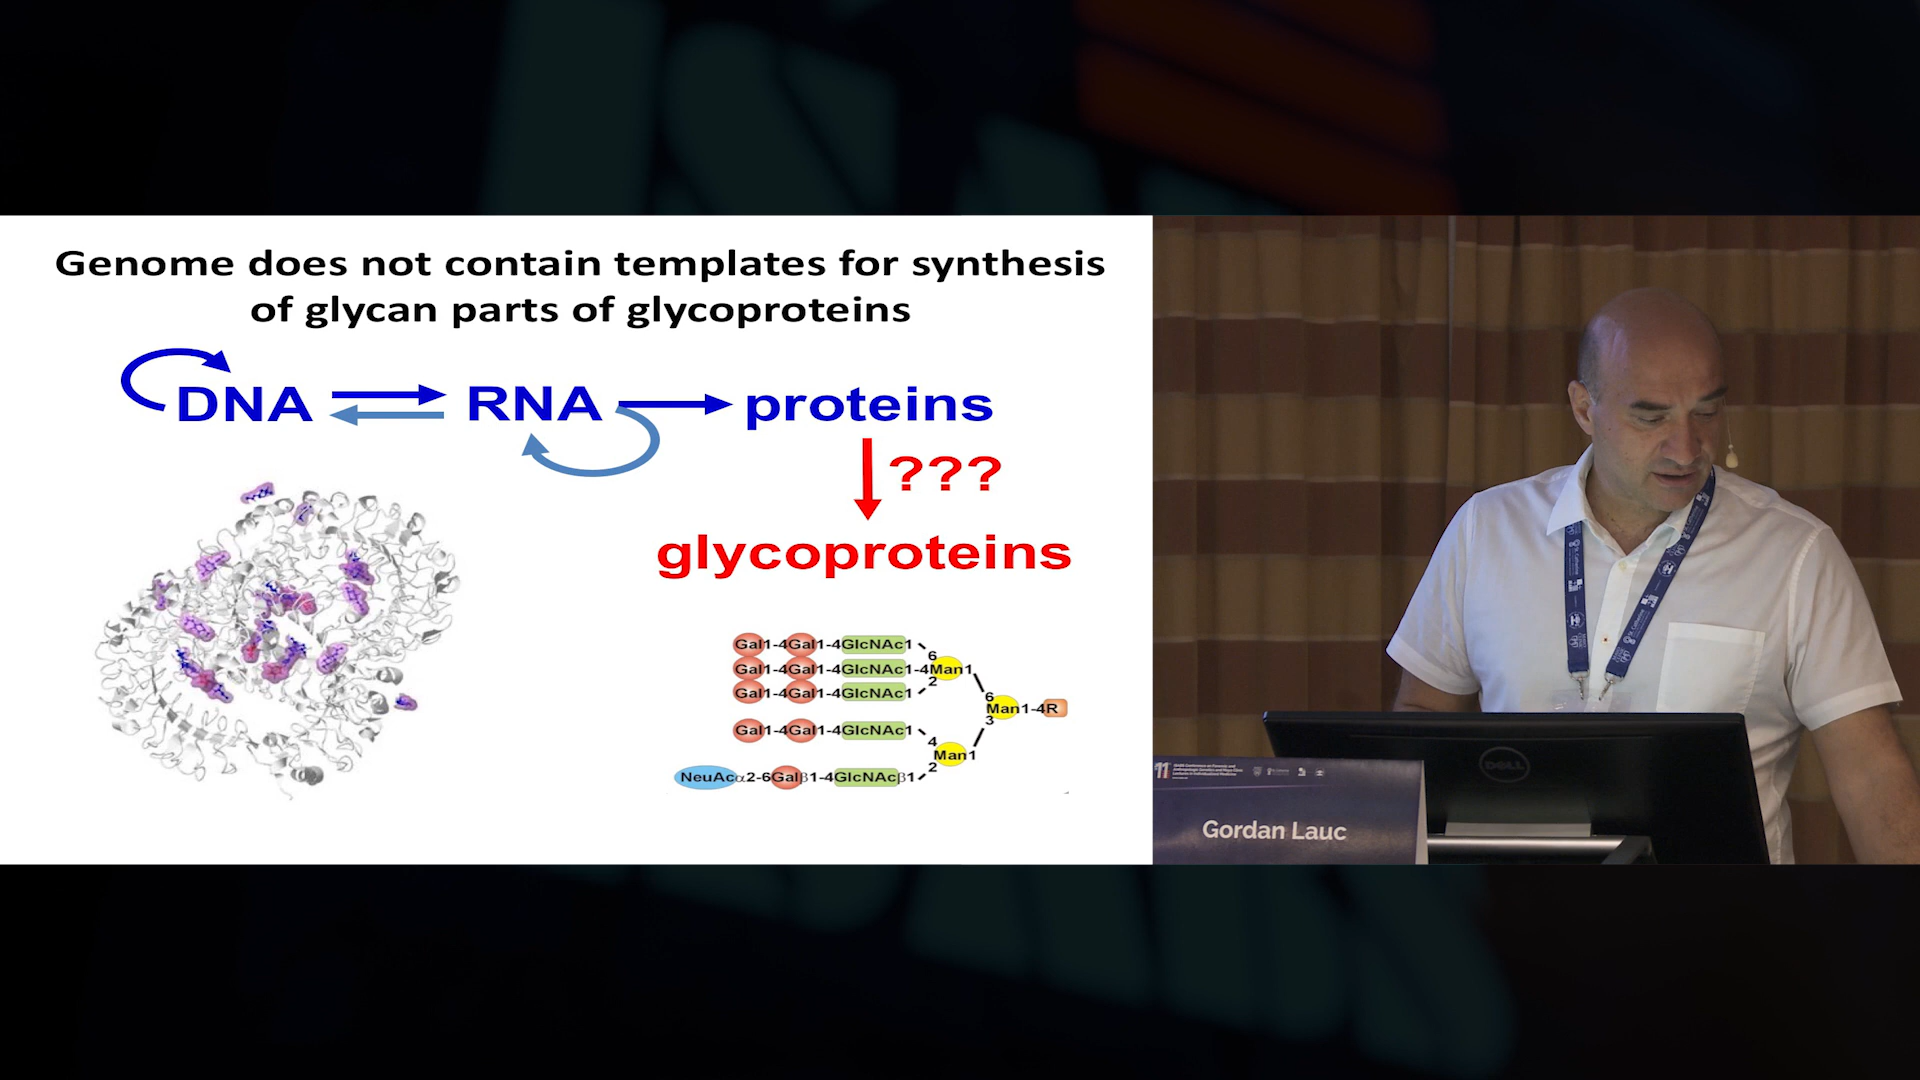 Genome does not contain templates for synthesis
of glycan parts of glycoproteins
DNA RNA proteins
???
glycoproteins
Gal1-4Gal1-4GlcNAc1
6
Gal1-4Gal1-4GlcNAc1-4Man1
2
Gal1-4Gal1-4GlcNAc1
6
Man1-4R
3
Gal1-4Gal1-4GlcNAc1
4
Man1
2
NeuAcα2-6Galβ1-4GlcNAcβ1
DELL
11
Gordan Lauc